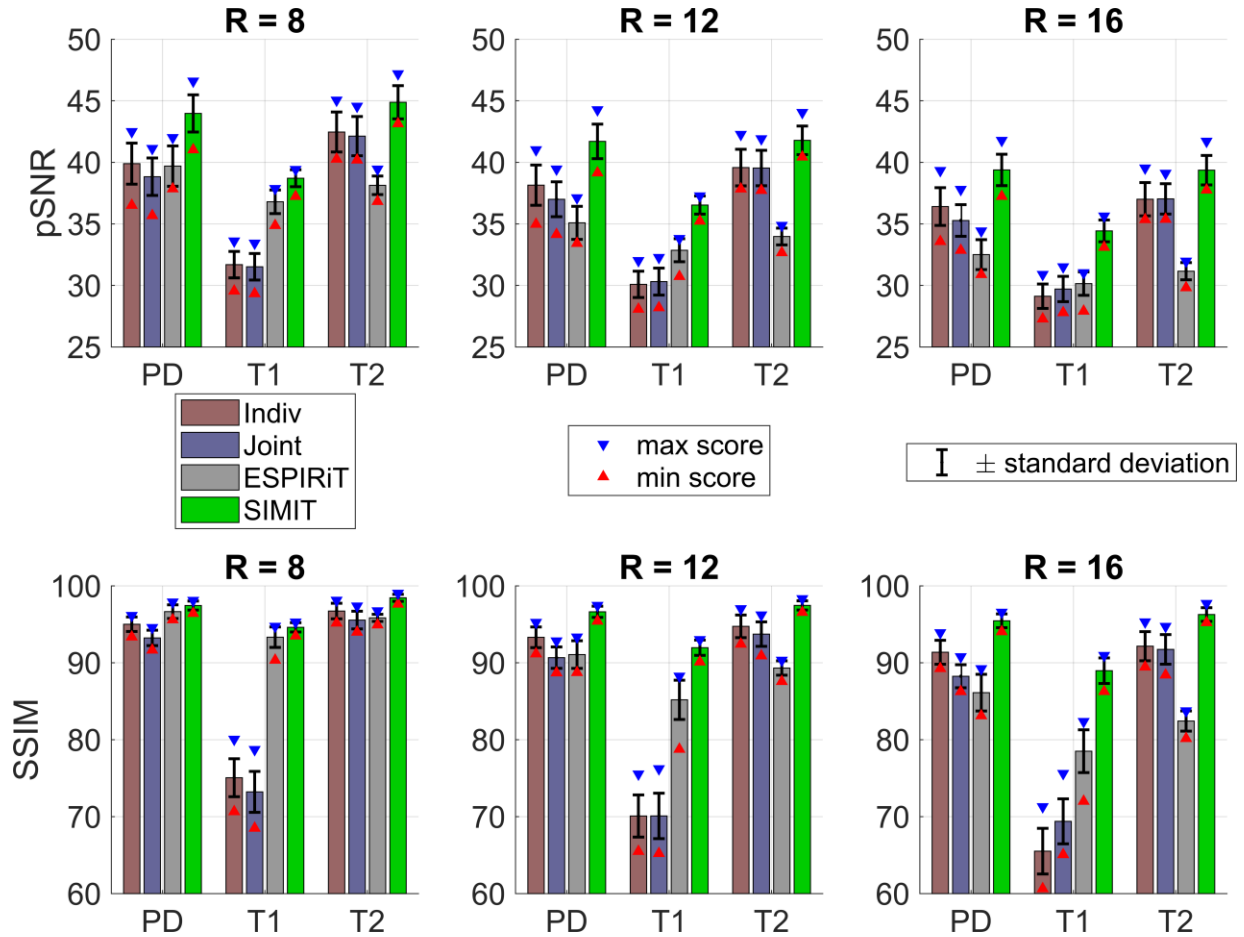 R = 8
R = 12
R = 16
pSNR
50
45
40
35
30
25
PD
T1
T2
50
45
40
35
30
25
PD
T1
T2
50
45
40
35
30
25
PD
T1
T2
Indiv
Joint
ESPIRiT
SIMIT
max score
min score
± standard deviation
R = 8
R = 12
R = 16
SSIM
100
90
80
70
60
PD
T1
T2
100
90
80
70
60
PD
T1
T2
100
90
80
70
60
PD
T1
T2